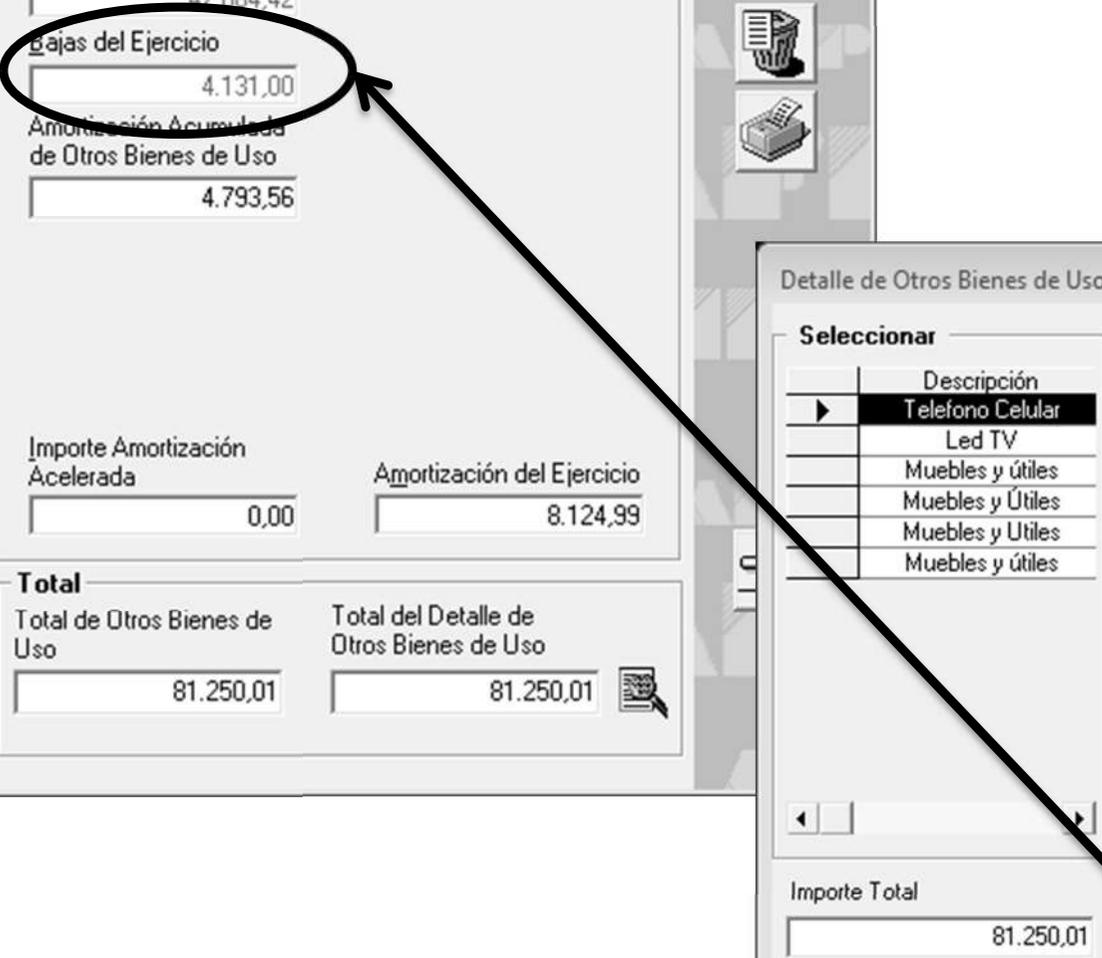 Bajas del Ejercicio
4.131,00
Amortización Acumulada
de Otros Bienes de Uso
4.793,56
Importe Amortización
Acelerada
0,00
Amortización del Ejercicio
8.124,99
Total
Total de Otros Bienes de
Uso
81.250,01
Total del Detalle de
Otros Bienes de Uso
81.250,01
Detalle de Otros Bienes de Uso
Seleccionar
Descripción
Telefono Celular
Led TV
Muebles y útiles
Muebles y Útiles
Muebles y Utiles
Muebles y útiles
Importe Total
81.250,01